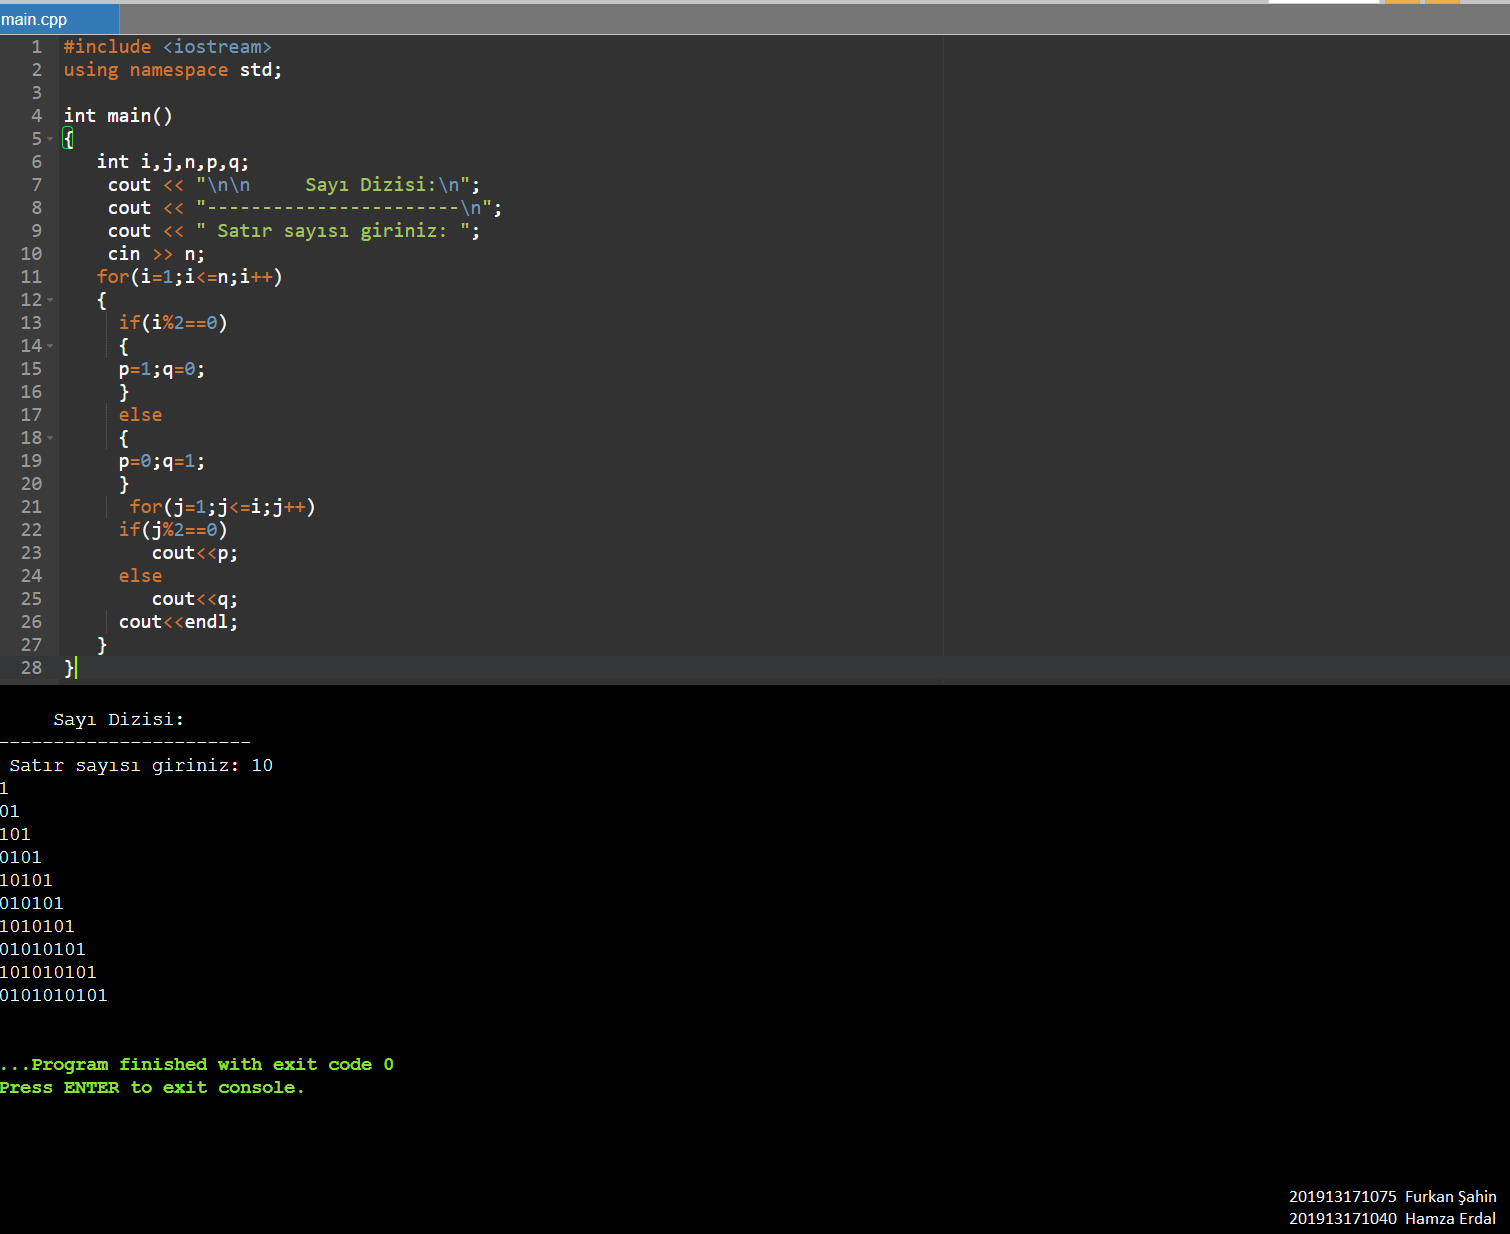 main.cpp
1 #include <iostream>
2 using namespace std;
3
4 int main()
5 {
6    int i,j,n,p,q;
7     cout << "\n\n     Sayı Dizisi:\n";
8     cout << "-----------------------\n";
9     cout << " Satır sayısı giriniz: ";
10     cin >> n;
11    for(i=1;i<=n;i++)
12    {
13      if(i%2==0)
14      {
15      p=1;q=0;
16      }
17      else
18      {
19      p=0;q=1;
20      }
21       for(j=1;j<=i;j++)
22      if(j%2==0)
23         cout<<p;
24      else
25         cout<<q;
26      cout<<endl;
27    }
28 }
     Sayı Dizisi:
-----------------------
 Satır sayısı giriniz: 10
1
01
101
0101
10101
010101
1010101
01010101
101010101
0101010101
...Program finished with exit code 0
Press ENTER to exit console.
201913171075 Furkan Şahin
201913171040 Hamza Erdal